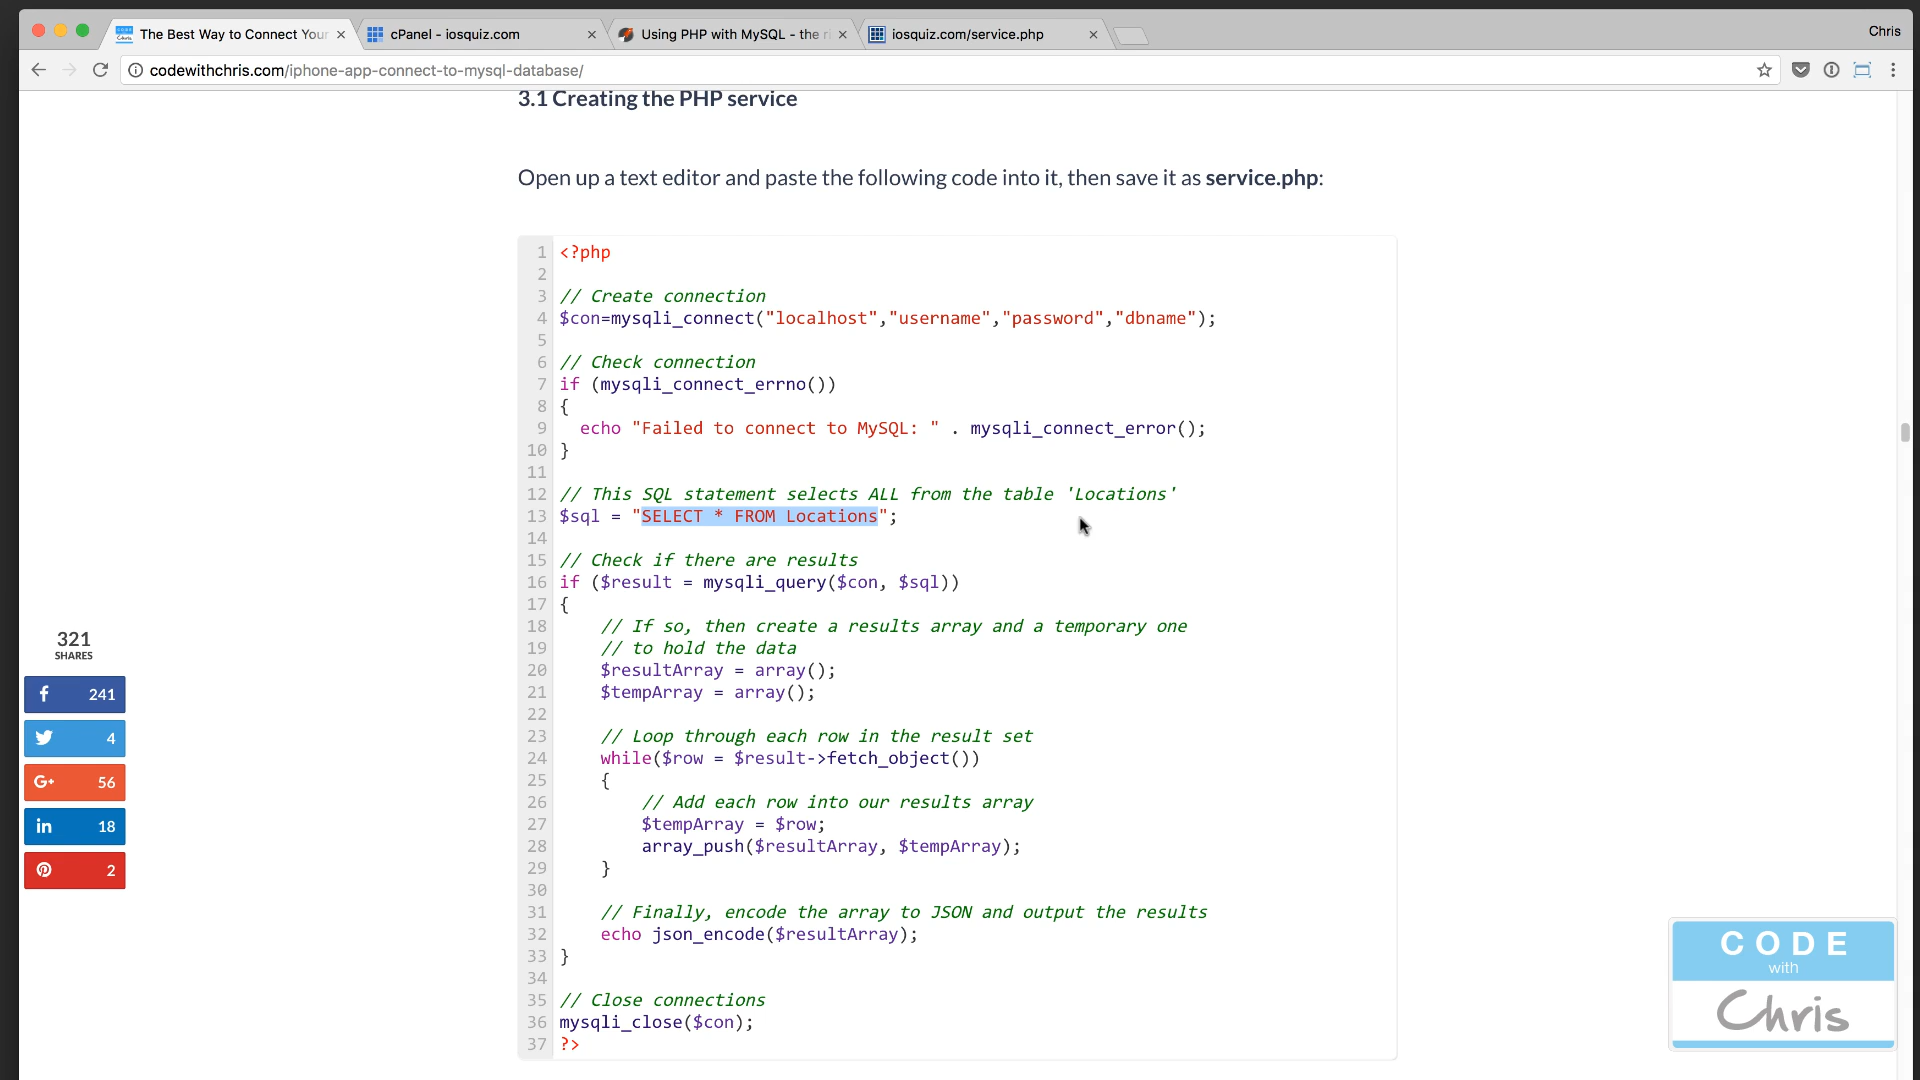 The Best Way to Connect Your
cPanel - iosquiz.com
Using PHP with MySQL - the ri
iosquiz.com/service.php
Chris
codewithchris.com/iphone-app-connect-to-mysql-database/
3.1 Creating the PHP service
Open up a text editor and paste the following code into it, then save it as service.php:
1 <?php
2
3 // Create connection
4 $con=mysqli_connect("localhost","username","password","dbname");
5
6 // Check connection
7 if (mysqli_connect_errno())
8 {
9   echo "Failed to connect to MySQL: " . mysqli_connect_error();
10 }
11
12 // This SQL statement selects ALL from the table 'Locations'
13 $sql = "SELECT * FROM Locations";
14
15 // Check if there are results
16 if ($result = mysqli_query($con, $sql))
17 {
18     // If so, then create a results array and a temporary one
19     // to hold the data
20     $resultArray = array();
21     $tempArray = array();
22
23     // Loop through each row in the result set
24     while($row = $result->fetch_object())
25     {
26         // Add each row into our results array
27         $tempArray = $row;
28         array_push($resultArray, $tempArray);
29     }
30
31     // Finally, encode the array to JSON and output the results
32     echo json_encode($resultArray);
33 }
34
35 // Close connections
36 mysqli_close($con);
37 ?>
321
SHARES
f 241
4
G+ 56
in 18
2
CODE
with
Chris